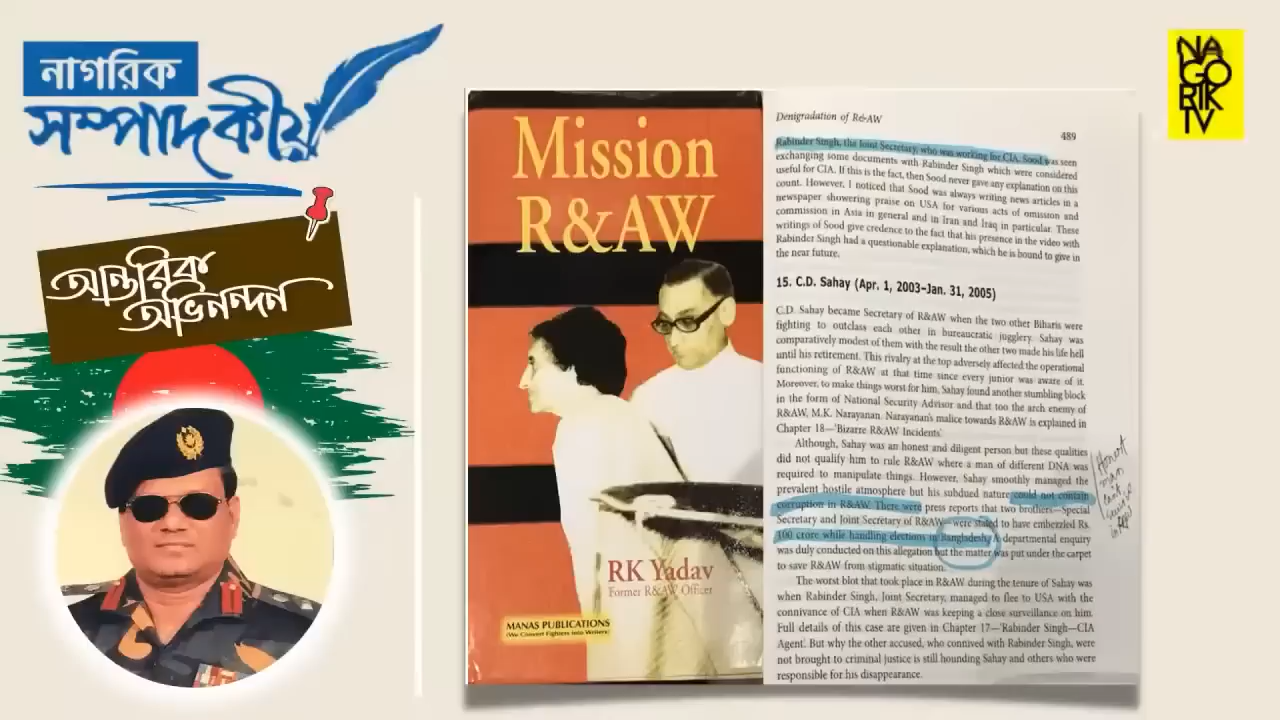 নাগরিক
সম্পাদকীয়
আন্তরিক
অভিনন্দন
NA
GO
RIK
TV
Mission
R&AW
RK Yadav
Former R&AW Officer
MANAS PUBLICATIONS
(We Convert Fighters into Writers)
Denigradation of R&AW
489
Rabinder Singh, the Joint Secretary, who was working for CIA. Sood was seen
exchanging some documents with Rabinder Singh which were considered
useful for CIA. If this is the fact, then Sood never gave any explanation on this
count. However, I noticed that Sood was always writing news articles in a
newspaper showering praise on USA for various acts of omission and
commission in Asia in general and in Iran and Iraq in particular. These
writings of Sood give credence to the fact that his presence in the video with
Rabinder Singh had a questionable explanation, which he is bound to give in
the near future.
15. C.D. Sahay (Apr. 1, 2003–Jan. 31, 2005)
C.D. Sahay became Secretary of R&AW when the two other Biharis were
fighting to outclass each other in bureaucratic jugglery. Sahay was
comparatively modest of them with the result the other two made his life hell
until his retirement. This rivalry at the top adversely affected the operational
functioning of R&AW at that time since every junior was aware of it.
Moreover, to make things worst for him, Sahay found another stumbling block
in the form of National Security Advisor and that too the arch enemy of
R&AW, M.K. Narayanan. Narayanan's malice towards R&AW is explained in
Chapter 18—'Bizarre R&AW Incidents'
Although, Sahay was an honest and diligent person but these qualities
did not qualify him to rule R&AW where a man of different DNA was
required to manipulate things. However, Sahay smoothly managed the
prevalent hostile atmosphere but his subdued nature could not contain
corruption in R&AW. There were press reports that two brothers—Special
Secretary and Joint Secretary of R&AW—were stated to have embezzled Rs.
100 crore while handling elections in Bangladesh. A departmental enquiry
was duly conducted on this allegation but the matter was put under the carpet
to save R&AW from stigmatic situation.
The worst blot that took place in R&AW during the tenure of Sahay was
when Rabinder Singh, Joint Secretary, managed to flee to USA with the
connivance of CIA when R&AW was keeping a close surveillance on him.
Full details of this case are given in Chapter 17—'Rabinder Singh—CIA
Agent'. But why the other accused, who connived with Rabinder Singh, were
not brought to criminal justice is still hounding Sahay and others who were
responsible for his disappearance.
Honest
man